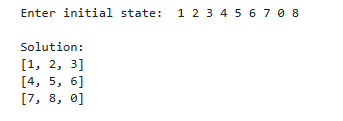 Enter initial state:  1 2 3 4 5 6 7 0 8
Solution:
[1, 2, 3]
[4, 5, 6]
[7, 8, 0]